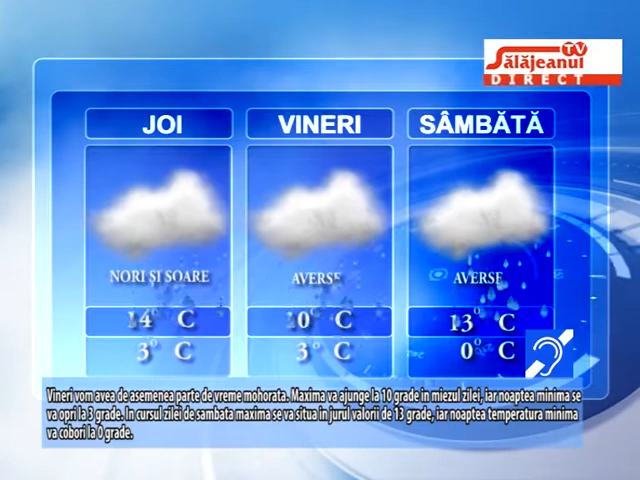 Sălăjeanul TV
DIRECT
JOI VINERI SÂMBĂTĂ
NORI ȘI SOARE AVERSE AVERSE
14° C 10° C 13° C
3° C 3° C 0° C
Vineri vom avea de asemenea parte de vreme mohorata. Maxima va ajunge la 10 grade in miezul zilei, iar noaptea minima se
va opri la 3 grade. In cursul zilei de sambata maxima se va situa in jurul valorii de 13 grade, iar noaptea temperatura minima
va cobori la 0 grade.